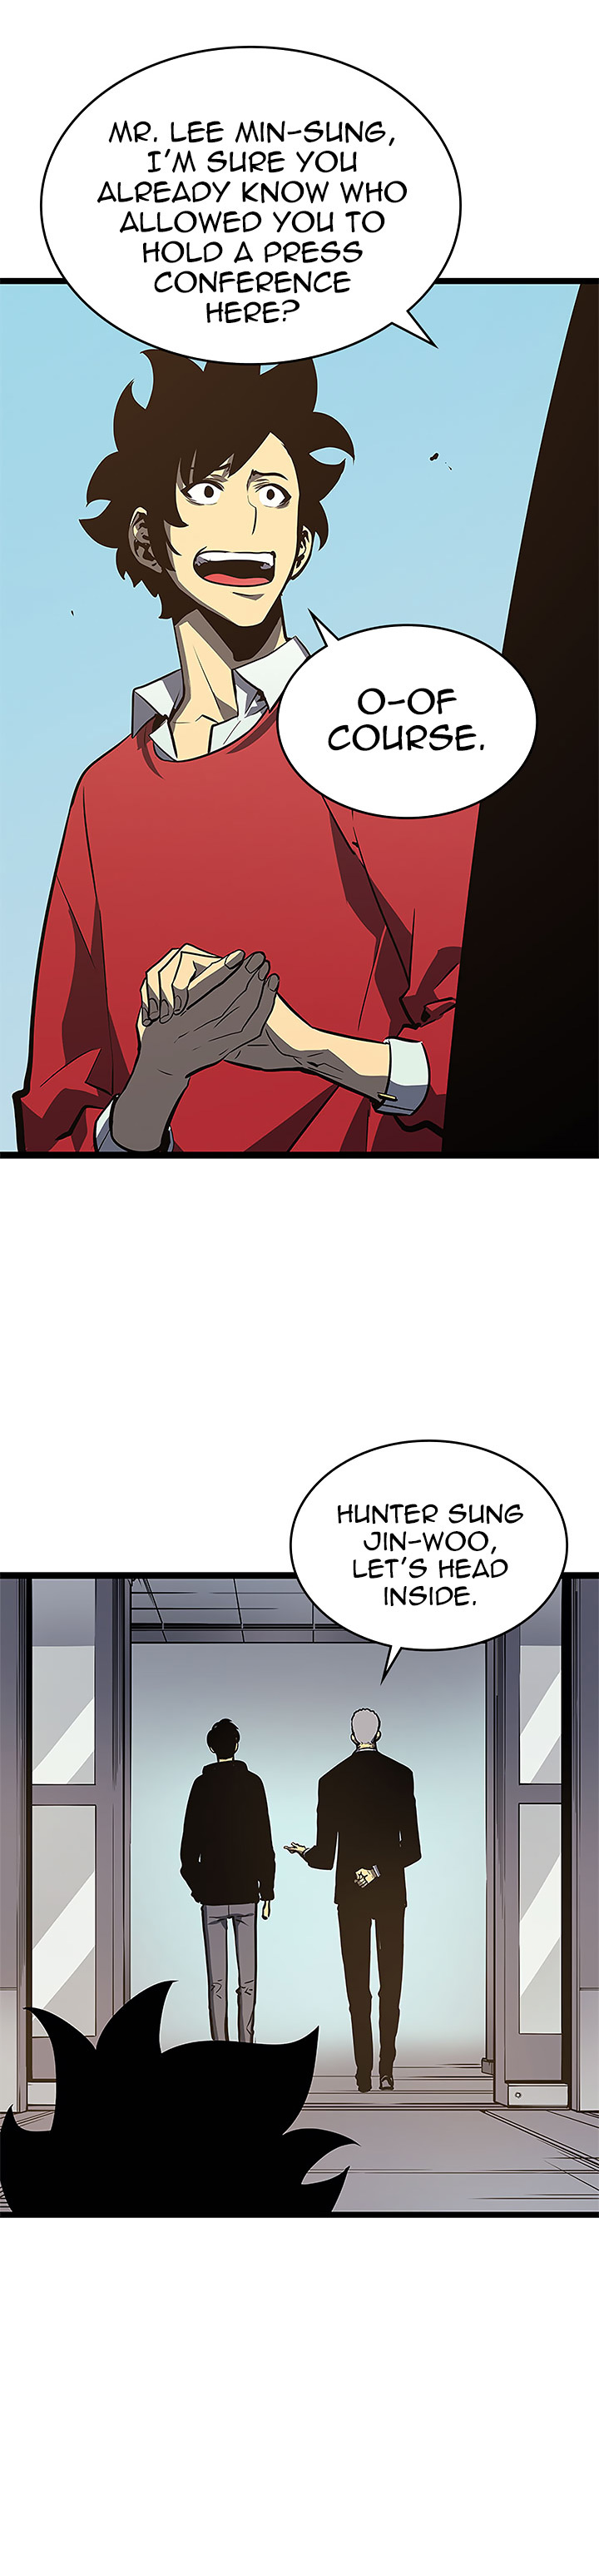 MR. LEE MIN-SUNG,
I'M SURE YOU
ALREADY KNOW WHO
ALLOWED YOU TO
HOLD A PRESS
CONFERENCE
HERE?
O-OF
COURSE.
HUNTER SUNG
JIN-WOO,
LET'S HEAD
INSIDE.